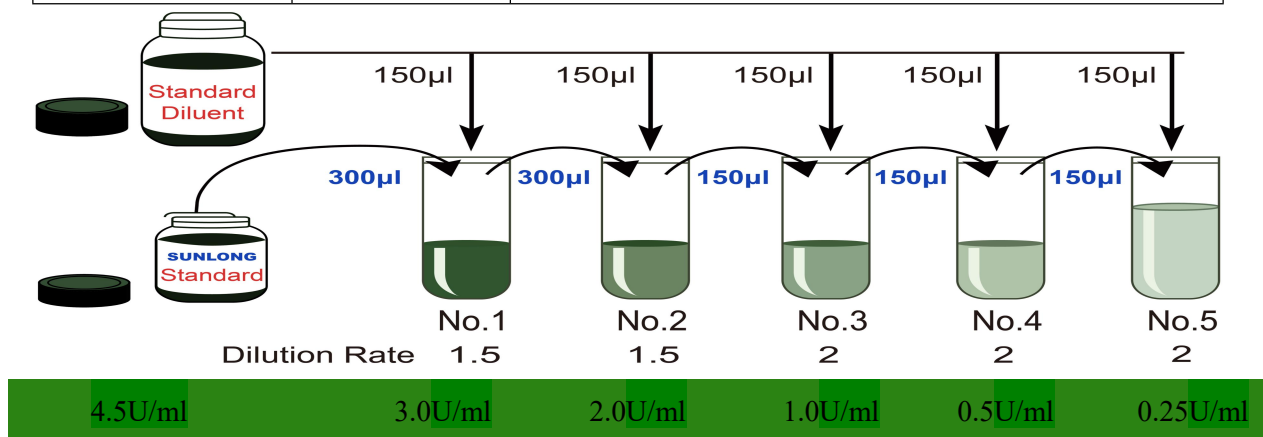 150µl 150µl 150µl 150µl 150µl
Standard
Diluent
300µl 300µl 150µl 150µl 150µl
SUNLONG
Standard
No.1 No.2 No.3 No.4 No.5
Dilution Rate 1.5 1.5 2 2 2
4.5U/ml 3.0U/ml 2.0U/ml 1.0U/ml 0.5U/ml 0.25U/ml